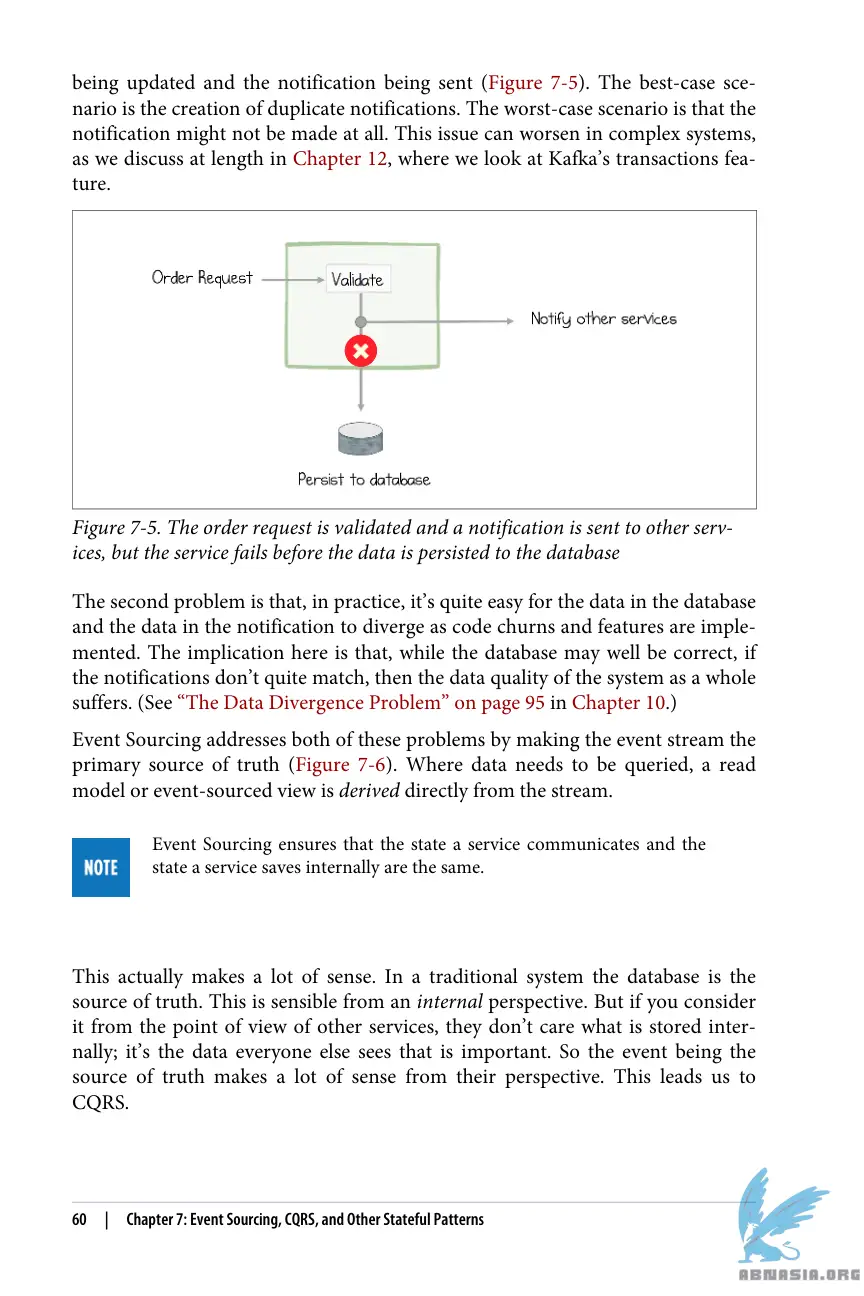 being updated and the notification being sent (Figure 7-5). The best-case sce-
nario is the creation of duplicate notifications. The worst-case scenario is that the
notification might not be made at all. This issue can worsen in complex systems,
as we discuss at length in Chapter 12, where we look at Kafka’s transactions fea-
ture.
Order Request
Validate
Notify other services
Persist to database
Figure 7-5. The order request is validated and a notification is sent to other serv-
ices, but the service fails before the data is persisted to the database
The second problem is that, in practice, it’s quite easy for the data in the database
and the data in the notification to diverge as code churns and features are imple-
mented. The implication here is that, while the database may well be correct, if
the notifications don’t quite match, then the data quality of the system as a whole
suffers. (See “The Data Divergence Problem” on page 95 in Chapter 10.)
Event Sourcing addresses both of these problems by making the event stream the
primary source of truth (Figure 7-6). Where data needs to be queried, a read
model or event-sourced view is derived directly from the stream.
NOTE
Event Sourcing ensures that the state a service communicates and the
state a service saves internally are the same.
This actually makes a lot of sense. In a traditional system the database is the
source of truth. This is sensible from an internal perspective. But if you consider
it from the point of view of other services, they don’t care what is stored inter-
nally; it’s the data everyone else sees that is important. So the event being the
source of truth makes a lot of sense from their perspective. This leads us to
CQRS.
60 | Chapter 7: Event Sourcing, CQRS, and Other Stateful Patterns
ABNASIA.ORG